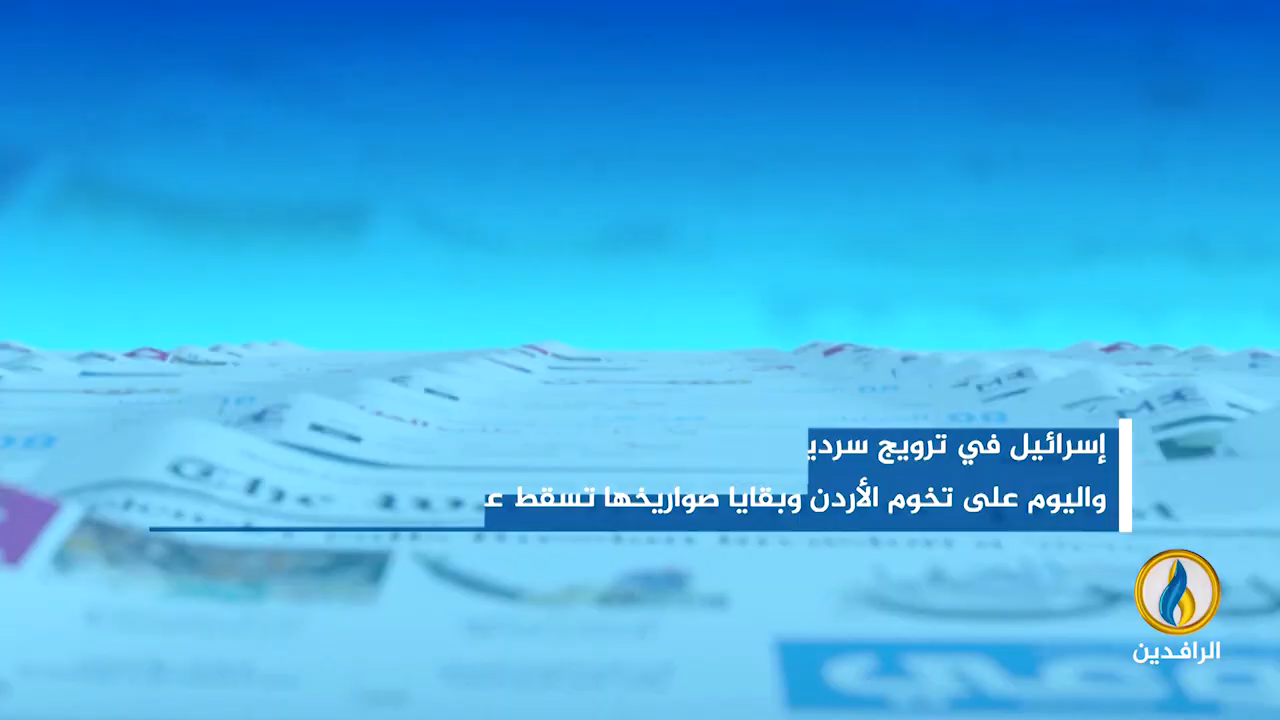 إسرائيل في ترويج سردي
واليوم على تخوم الأردن وبقايا صواريخها تسقط ع
الرافدين